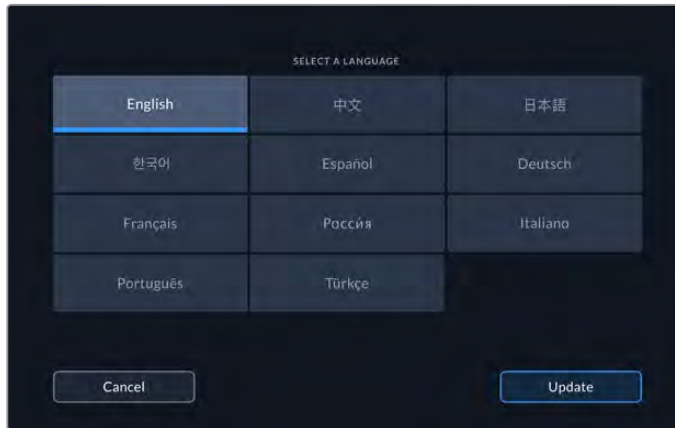 SELECT A LANGUAGE
English 中文 日本語
한국어 Español Deutsch
Français Росси́я Italiano
Português Türkçe
Cancel Update